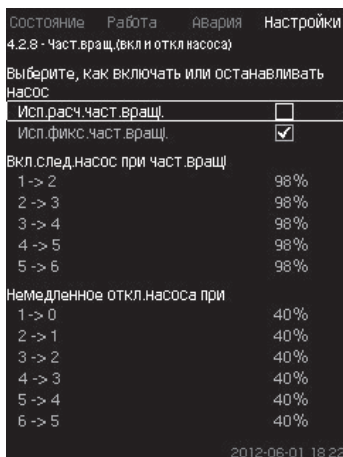 Состояние Работа Авария Настройки
4.2.8 - Част.вращ.(вкл и откл насоса)
Выберите, как включать или останавливать
насос
Исп.расч.част.вращ.
Исп.фикс.част.вращ.
Вкл.след.насос при част.вращ
1 -> 2 98%
2 -> 3 98%
3 -> 4 98%
4 -> 5 98%
5 -> 6 98%
Немедленное откл.насоса при
1 -> 0 40%
2 -> 1 40%
3 -> 2 40%
4 -> 3 40%
5 -> 4 40%
6 -> 5 40%
2012-06-01 18:22